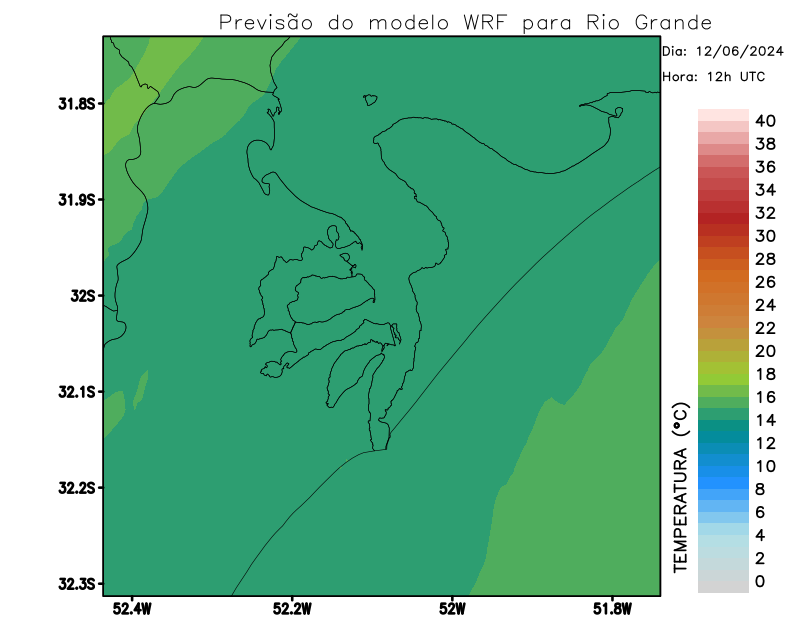 Previsão do modelo WRF para Rio Grande
Dia: 12/06/2024
Hora: 12h UTC
31.8S
31.9S
32S
32.1S
32.2S
32.3S
52.4W
52.2W
52W
51.8W
TEMPERATURA (°C)
40
38
36
34
32
30
28
26
24
22
20
18
16
14
12
10
8
6
4
2
0